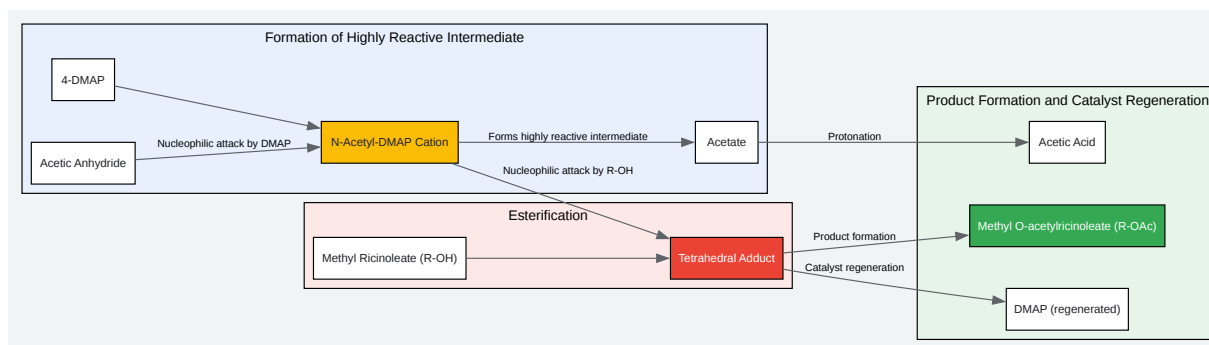 Formation of Highly Reactive Intermediate
4-DMAP
Acetic Anhydride
Nucleophilic attack by DMAP
N-Acetyl-DMAP Cation
Forms highly reactive intermediate
Acetate
Protonation
Nucleophilic attack by R-OH
Esterification
Methyl Ricinoleate (R-OH)
Tetrahedral Adduct
Product formation
Catalyst regeneration
Product Formation and Catalyst Regeneration
Acetic Acid
Methyl O-acetylricinoleate (R-OAc)
DMAP (regenerated)